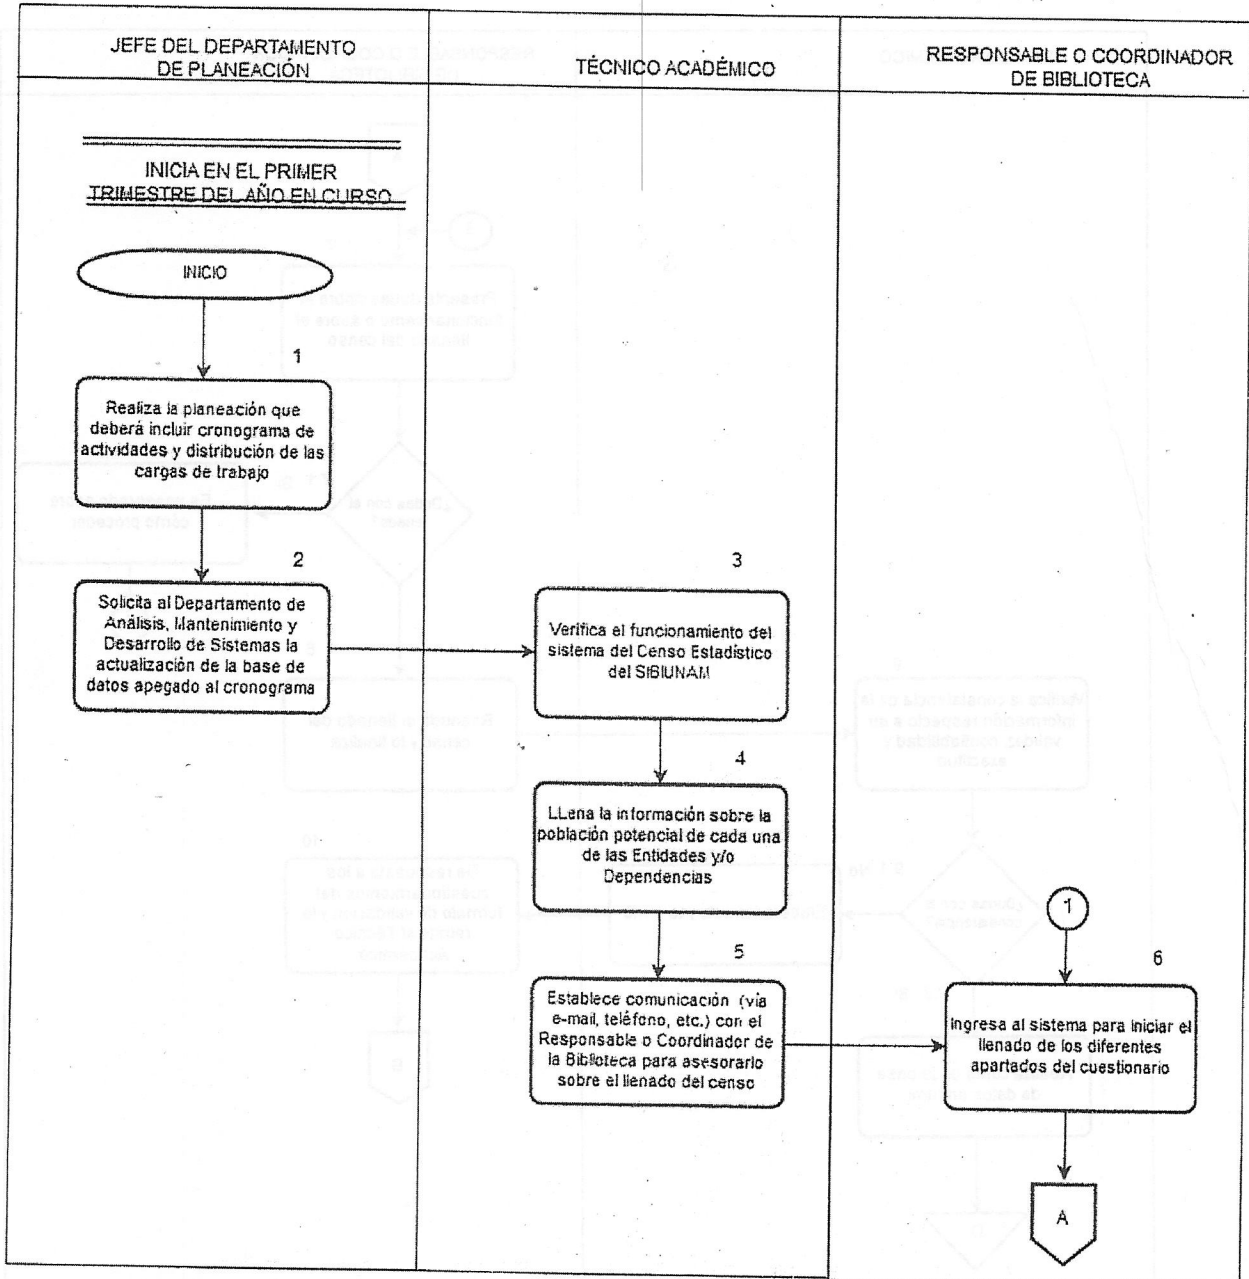 JEFE DEL DEPARTAMENTO
DE PLANEACIÓN
TÉCNICO ACADÉMICO
RESPONSABLE O COORDINADOR
DE BIBLIOTECA
INICIA EN EL PRIMER
TRIMESTRE DEL AÑO EN CURSO
INICIO
1
Realiza la planeación que
deberá incluir cronograma de
actividades y distribución de las
cargas de trabajo
2
Solicita al Departamento de
Análisis, Mantenimiento y
Desarrollo de Sistemas la
actualización de la base de
datos apegado al cronograma
3
Verifica el funcionamiento del
sistema del Censo Estadístico
del SIBIUNAM
4
LLena la información sobre la
población potencial de cada una
de las Entidades y/o
Dependencias
5
Establece comunicación (vía
e-mail, teléfono, etc.) con el
Responsable o Coordinador de
la Biblioteca para asesorarlo
sobre el llenado del censo
1
6
Ingresa al sistema para iniciar el
llenado de los diferentes
apartados del cuestionario
A